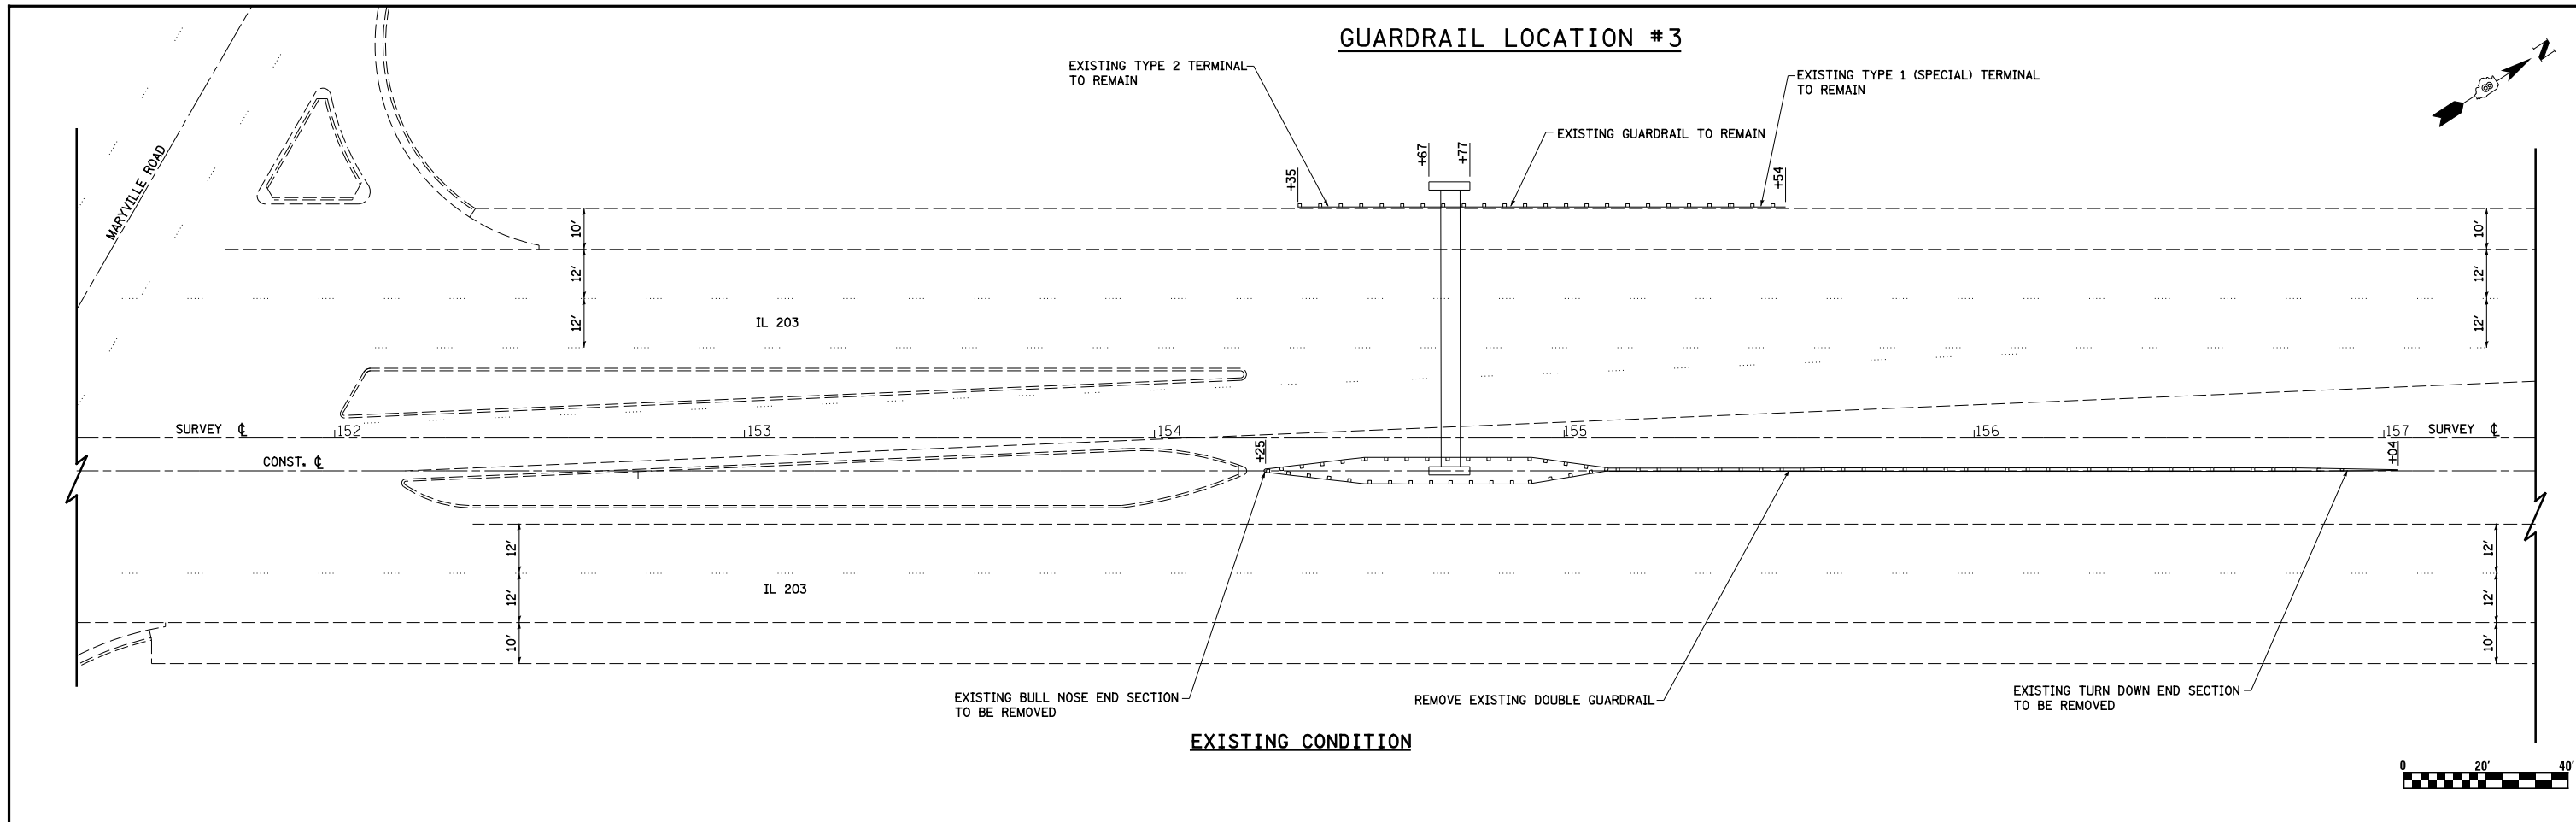 GUARDRAIL LOCATION #3
N
EXISTING TYPE 2 TERMINAL
TO REMAIN
EXISTING TYPE 1 (SPECIAL) TERMINAL
TO REMAIN
EXISTING GUARDRAIL TO REMAIN
MARYVILLE ROAD
+35
+67
+77
+54
10'
12'
12'
10'
12'
12'
IL 203
SURVEY ℄
152
153
154
155
156
157
SURVEY ℄
CONST. ℄
+25
+04
12'
12'
10'
IL 203
12'
12'
10'
EXISTING BULL NOSE END SECTION
TO BE REMOVED
REMOVE EXISTING DOUBLE GUARDRAIL
EXISTING TURN DOWN END SECTION
TO BE REMOVED
EXISTING CONDITION
0 20' 40'